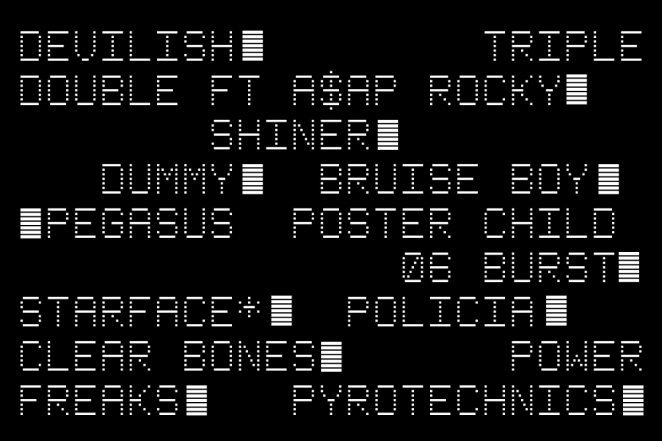 DEVILISH█ TRIPLE
DOUBLE FT A$AP ROCKY█
SHINER█
DUMMY█ BRUISE BOY█
█PEGASUS POSTER CHILD
06 BURST█
STARFACE*█ POLICIA█
CLEAR BONES█ POWER
FREAKS█ PYROTECHNICS█